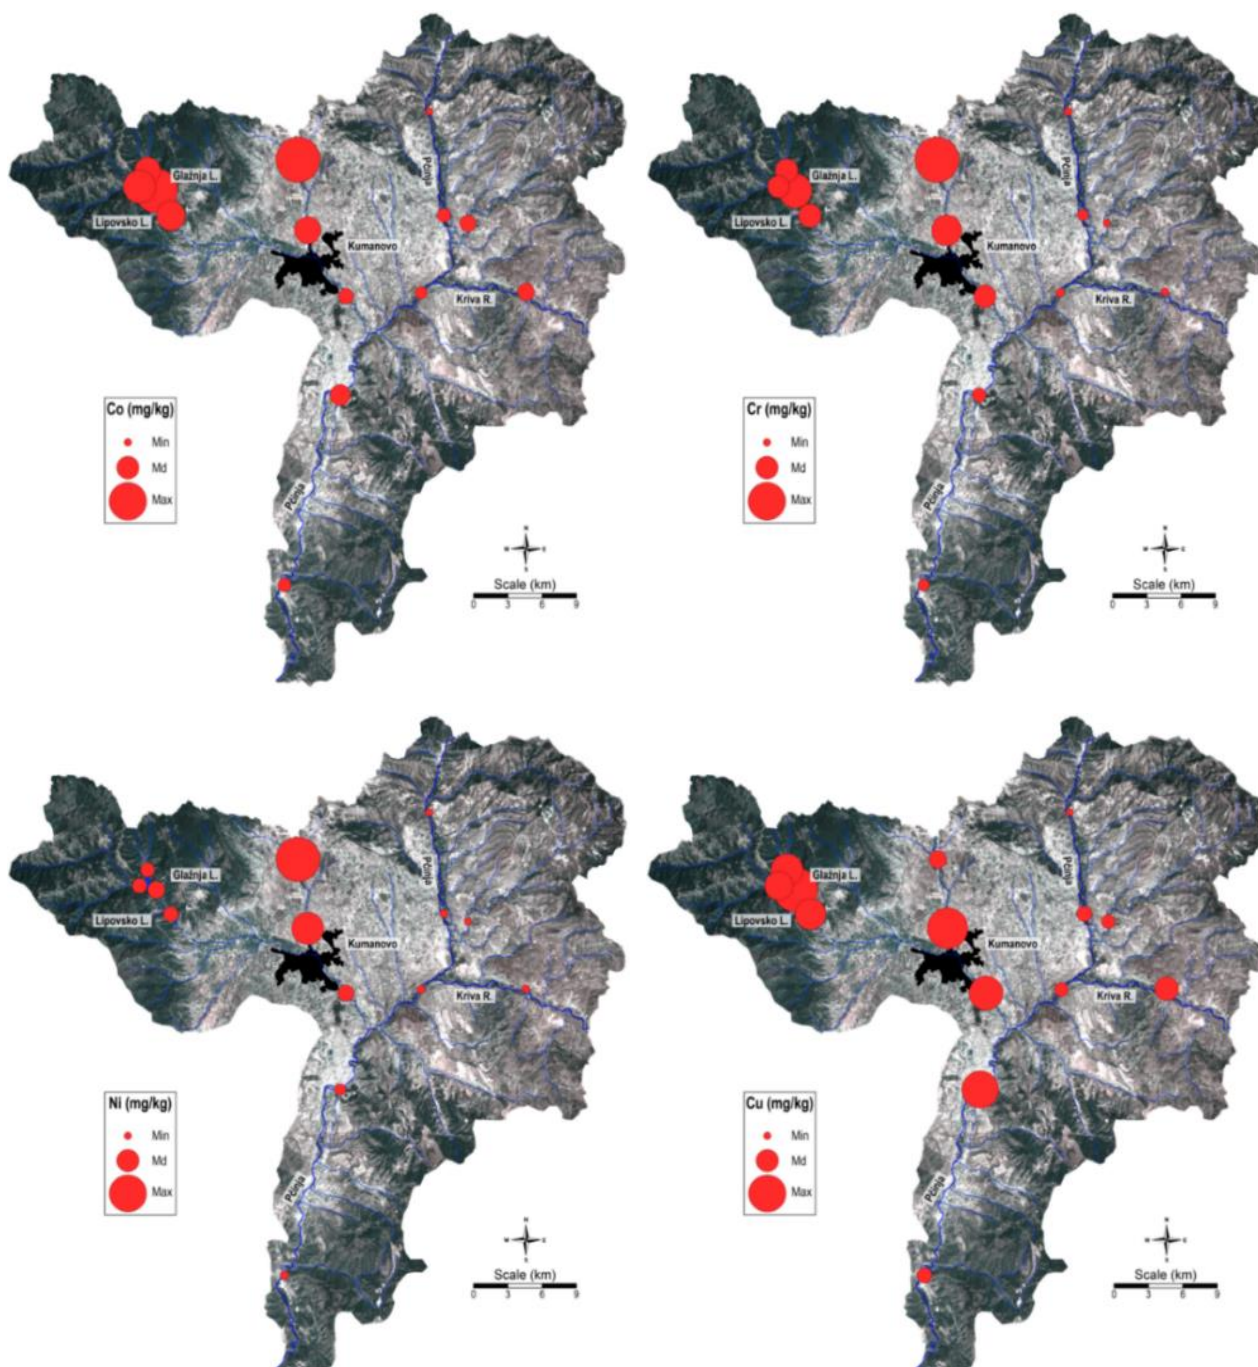 Glažnja L.
Lipovsko L.
Kumanovo
Pčinja
Kriva R.
Pčinja
Co (mg/kg)
Min
Md
Max
N
W E
S
Scale (km)
0 3 6 9
Glažnja L.
Lipovsko L.
Kumanovo
Pčinja
Kriva R.
Pčinja
Cr (mg/kg)
Min
Md
Max
N
W E
S
Scale (km)
0 3 6 9
Glažnja L.
Lipovsko L.
Kumanovo
Pčinja
Kriva R.
Pčinja
Ni (mg/kg)
Min
Md
Max
N
W E
S
Scale (km)
0 3 6 9
Glažnja L.
Lipovsko L.
Kumanovo
Pčinja
Kriva R.
Pčinja
Cu (mg/kg)
Min
Md
Max
N
W E
S
Scale (km)
0 3 6 9